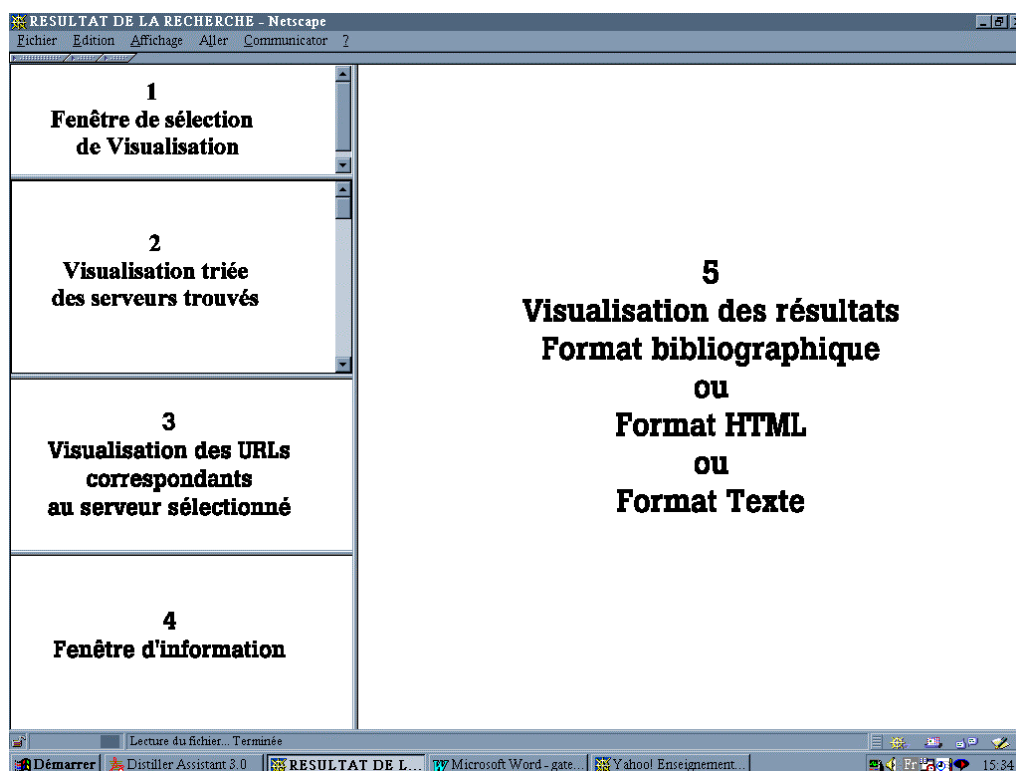 RESULTAT DE LA RECHERCHE - Netscape
Fichier Edition Affichage Aller Communicator ?
1
Fenêtre de sélection
de Visualisation
2
Visualisation triée
des serveurs trouvés
3
Visualisation des URLs
correspondants
au serveur sélectionné
4
Fenêtre d'information
5
Visualisation des résultats
Format bibliographique
ou
Format HTML
ou
Format Texte
Lecture du fichier... Terminée
Démarrer Distiller Assistant 3.0 RESULTAT DE L... Microsoft Word - gate... Yahoo! Enseignement... Fr 15:34